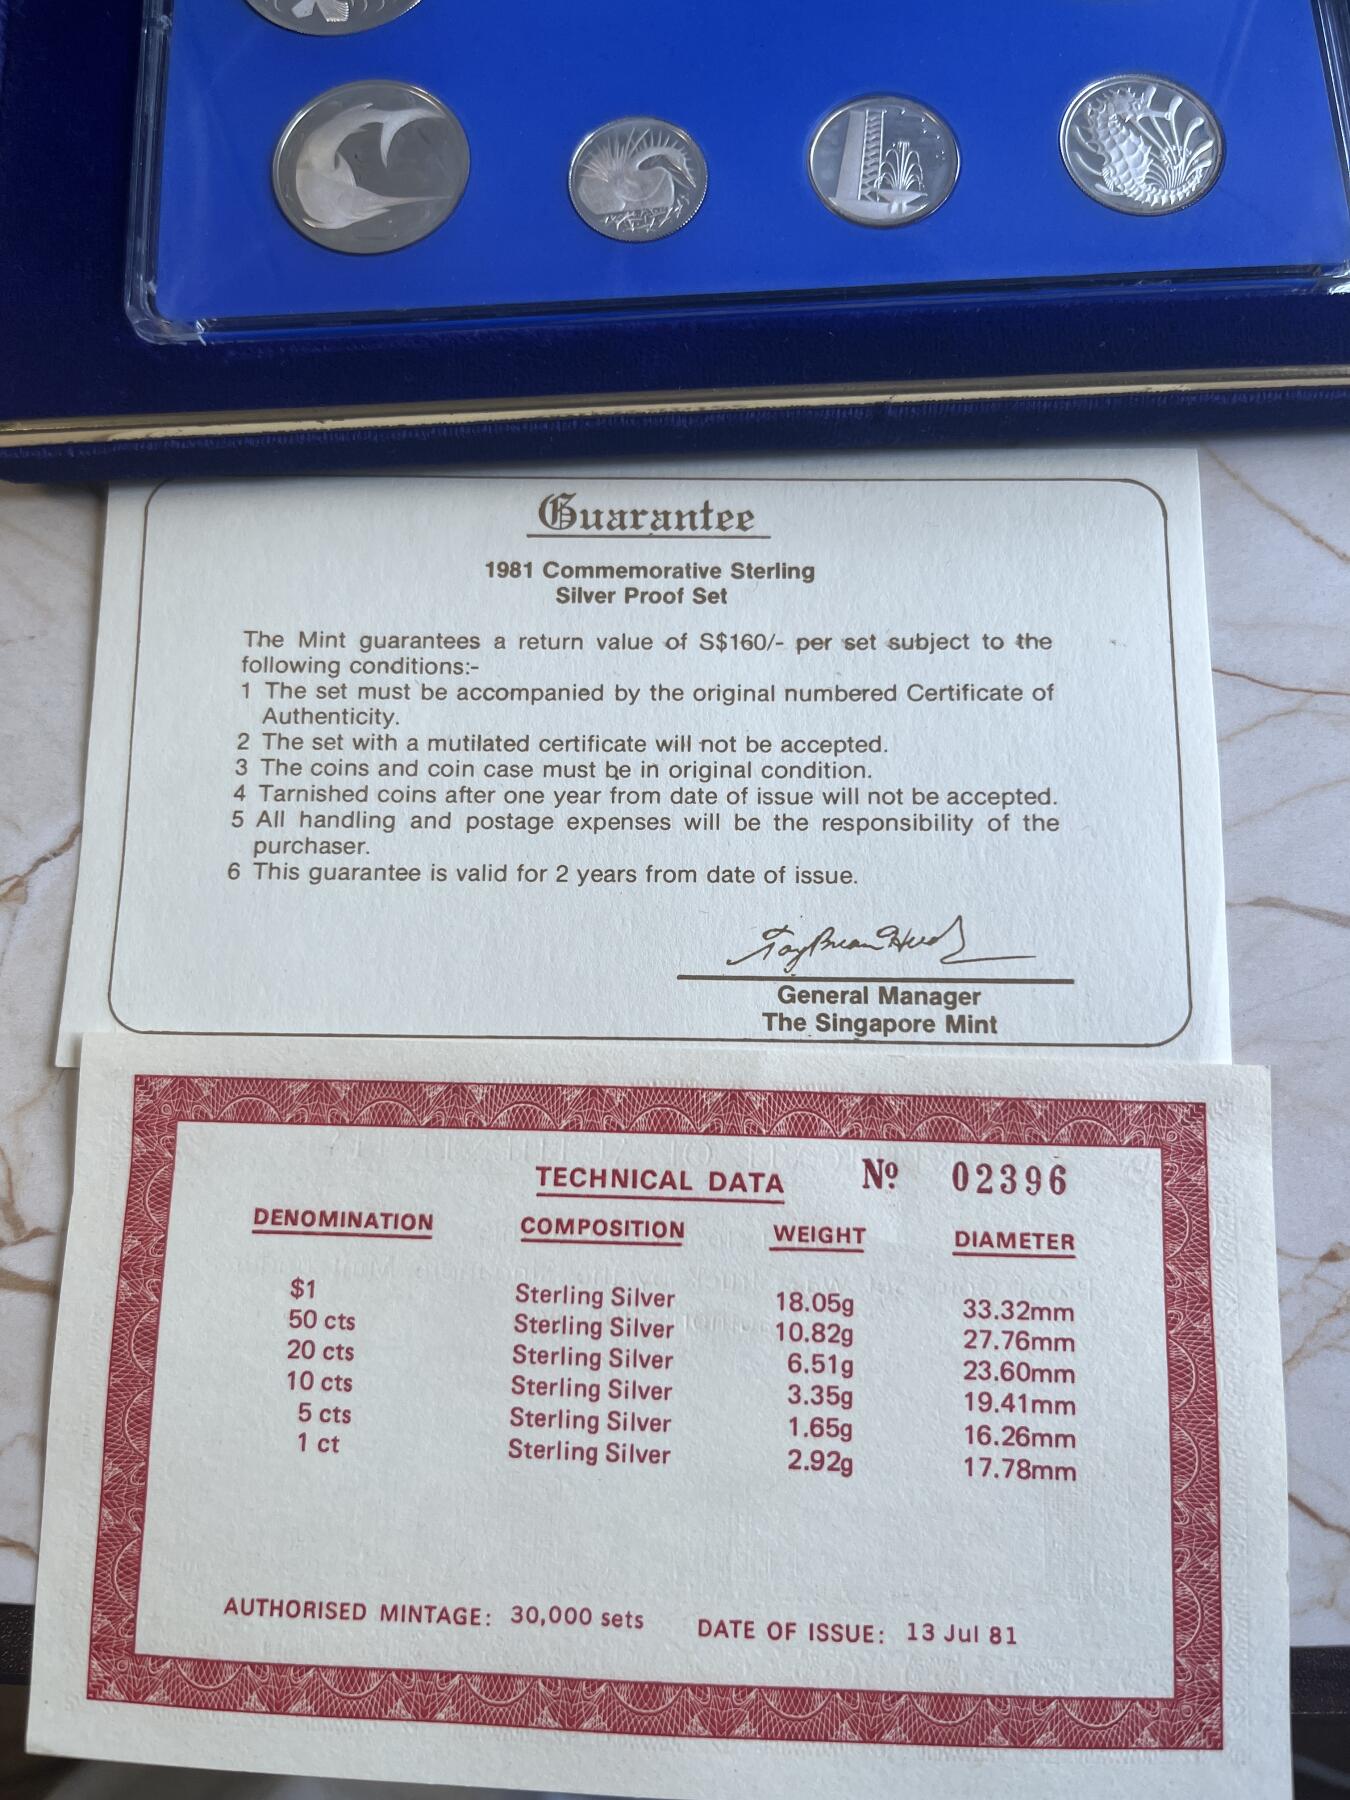 Guarantee
1981 Commemorative Sterling
Silver Proof Set
The Mint guarantees a return value of S$160/- per set subject to the
following conditions:-
1 The set must be accompanied by the original numbered Certificate of
Authenticity.
2 The set with a mutilated certificate will not be accepted.
3 The coins and coin case must be in original condition.
4 Tarnished coins after one year from date of issue will not be accepted.
5 All handling and postage expenses will be the responsibility of the
purchaser.
6 This guarantee is valid for 2 years from date of issue.
General Manager
The Singapore Mint
TECHNICAL DATA Nº 02396
DENOMINATION COMPOSITION WEIGHT DIAMETER
$1 Sterling Silver 18.05g 33.32mm
50 cts Sterling Silver 10.82g 27.76mm
20 cts Sterling Silver 6.51g 23.60mm
10 cts Sterling Silver 3.35g 19.41mm
5 cts Sterling Silver 1.65g 16.26mm
1 ct Sterling Silver 2.92g 17.78mm
AUTHORISED MINTAGE: 30,000 sets DATE OF ISSUE: 13 Jul 81